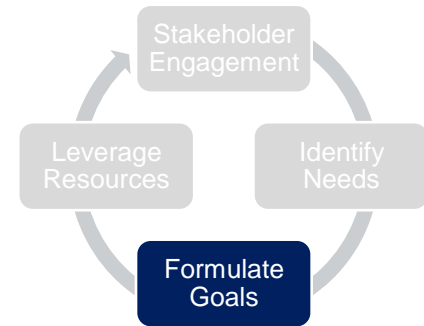 Stakeholder
Engagement
Leverage
Resources
Identify
Needs
Formulate
Goals